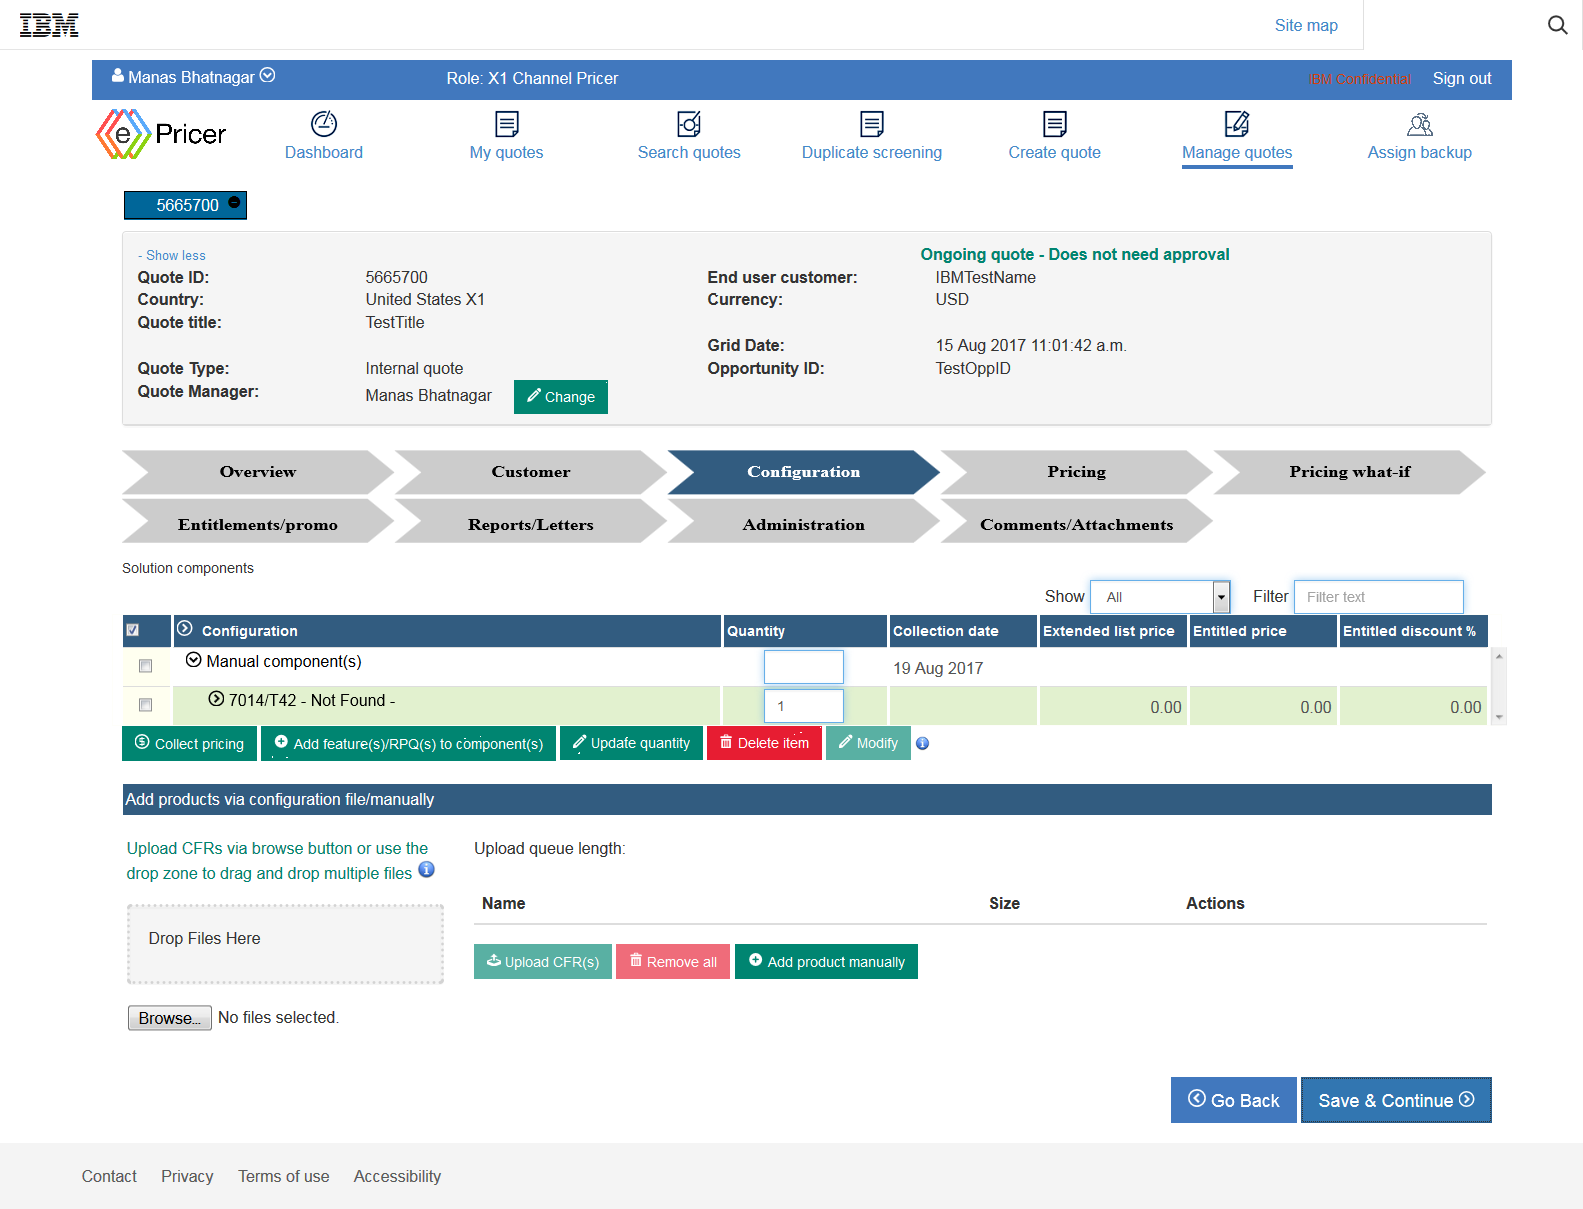 IBM
Site map
Manas Bhatnagar
Role: X1 Channel Pricer
IBM Confidential
Sign out
e Pricer
Dashboard
My quotes
Search quotes
Duplicate screening
Create quote
Manage quotes
Assign backup
5665700
- Show less
Ongoing quote - Does not need approval
Quote ID: 5665700 End user customer: IBMTestName
Country: United States X1 Currency: USD
Quote title: TestTitle
Grid Date: 15 Aug 2017 11:01:42 a.m.
Quote Type: Internal quote Opportunity ID: TestOppID
Quote Manager: Manas Bhatnagar Change
Overview Customer Configuration Pricing Pricing what-if
Entitlements/promo Reports/Letters Administration Comments/Attachments
Solution components
Show All Filter Filter text
Configuration Quantity Collection date Extended list price Entitled price Entitled discount %
Manual component(s) 19 Aug 2017
7014/T42 - Not Found - 1 0.00 0.00 0.00
Collect pricing Add feature(s)/RPQ(s) to component(s) Update quantity Delete item Modify
Add products via configuration file/manually
Upload CFRs via browse button or use the
drop zone to drag and drop multiple files
Upload queue length:
Name Size Actions
Drop Files Here
Upload CFR(s) Remove all Add product manually
Browse... No files selected.
Go Back Save & Continue
Contact Privacy Terms of use Accessibility